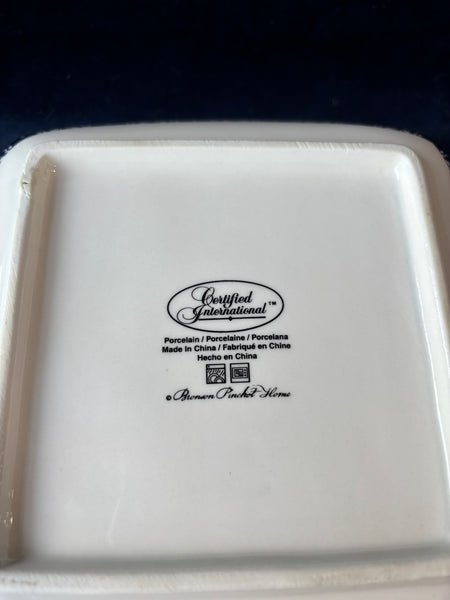 Certified
International™
Porcelain / Porcelaine / Porcelana
Made In China / Fabriqué en Chine
Hecho en China
© Bronson Pinchot Home